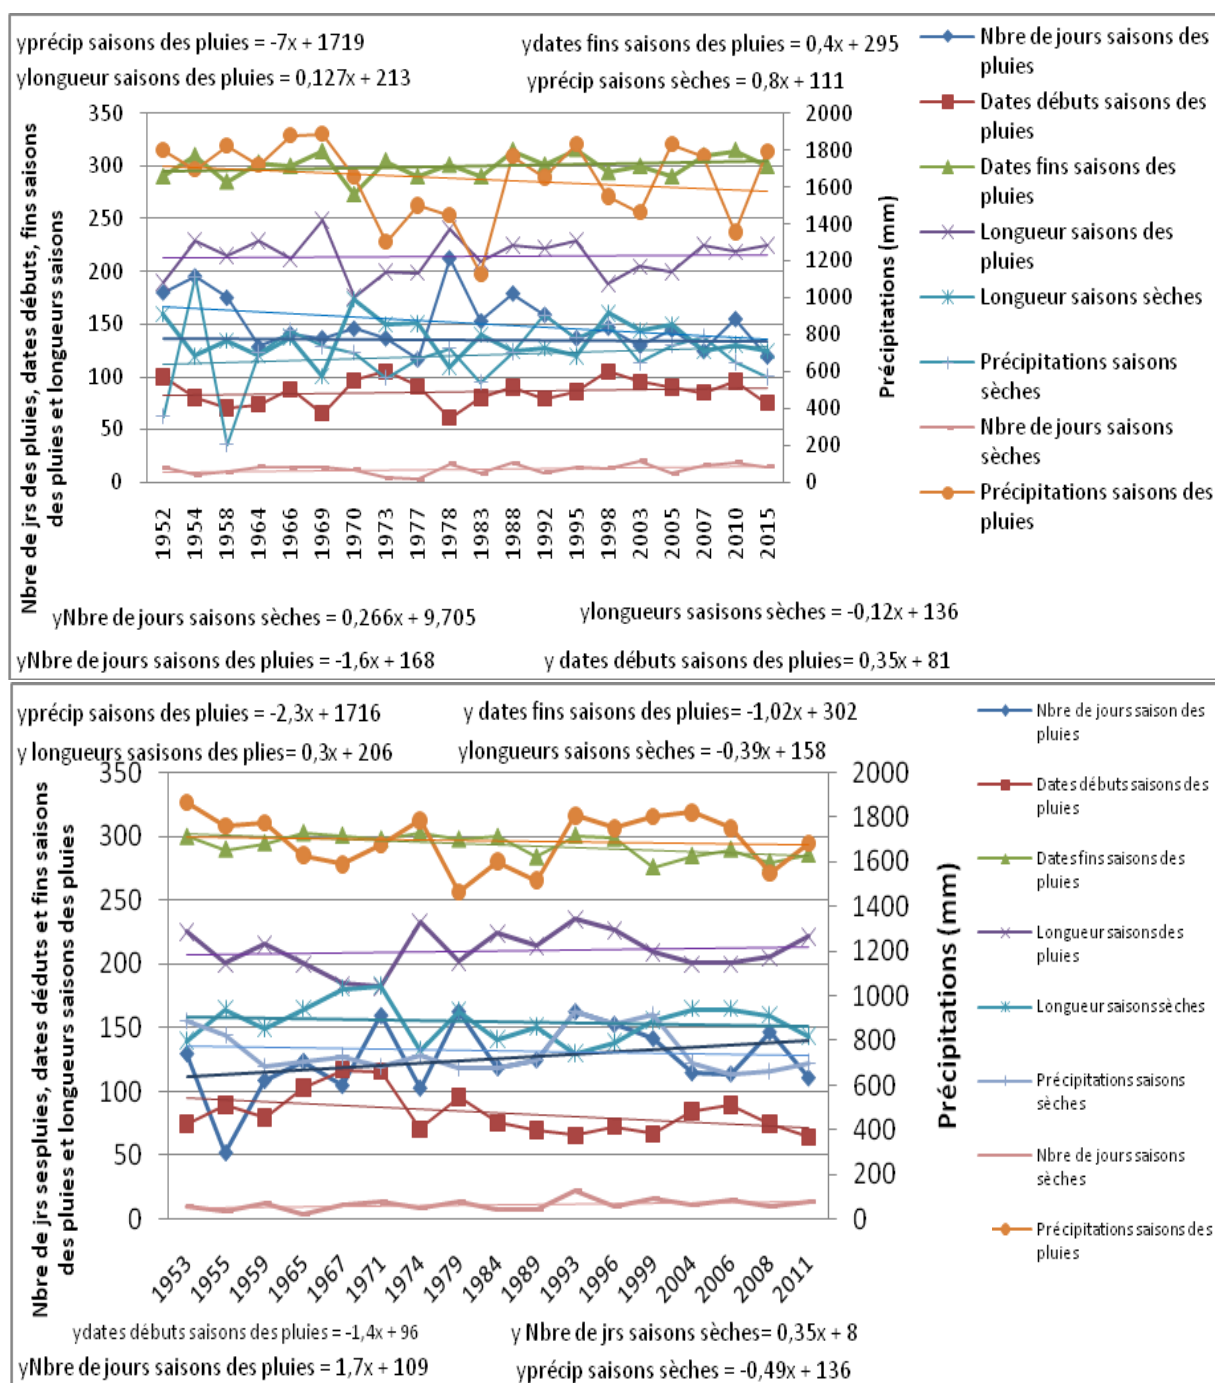 yprécip saisons des pluies = -7x + 1719
ydates fins saisons des pluies = 0,4x + 295
ylongueur saisons des pluies = 0,127x + 213
yprécip saisons sèches = 0,8x + 111
Nbre de jrs des pluies, dates débuts, fins saisons
des pluies et longueurs saisons
350
300
250
200
150
100
50
0
2000
1800
1600
1400
1200
1000
800
600
400
200
0
Précipitations (mm)
1952
1954
1958
1964
1966
1969
1970
1973
1977
1978
1983
1988
1992
1995
1998
2003
2005
2007
2010
2015
Nbre de jours saisons des
pluies
Dates débuts saisons des
pluies
Dates fins saisons des
pluies
Longueur saisons des
pluies
Longueur saisons sèches
Précipitations saisons
sèches
Nbre de jours saisons
sèches
Précipitations saisons des
pluies
yNbre de jours saisons sèches = 0,266x + 9,705
ylongueurs sasisons sèches = -0,12x + 136
yNbre de jours saisons des pluies = -1,6x + 168
y dates débuts saisons des pluies= 0,35x + 81
yprécip saisons des pluies = -2,3x + 1716
y dates fins saisons des pluies= -1,02x + 302
y longueurs sasisons des plies= 0,3x + 206
ylongueurs saisons sèches = -0,39x + 158
Nbre de jrs sespluies, dates déduts et fins saisons
des pluies et longueurs saisons des pluies
350
300
250
200
150
100
50
0
2000
1800
1600
1400
1200
1000
800
600
400
200
0
Précipitations (mm)
1953
1955
1959
1965
1967
1971
1974
1979
1984
1989
1993
1996
1999
2004
2006
2008
2011
Nbre de jours saison des
pluies
Dates débuts saisons des
pluies
Dates fins saisons des
pluies
Longueur saisons des
pluies
Longueur saisons sèches
Précipitations saisons
sèches
Nbre de jours saisons
sèches
Précipitations saisons des
pluies
ydates débuts saisons des pluies = -1,4x + 96
y Nbre de jrs saisons sèches= 0,35x + 8
yNbre de jours saisons des pluies = 1,7x + 109
yprécip saisons sèches = -0,49x + 136